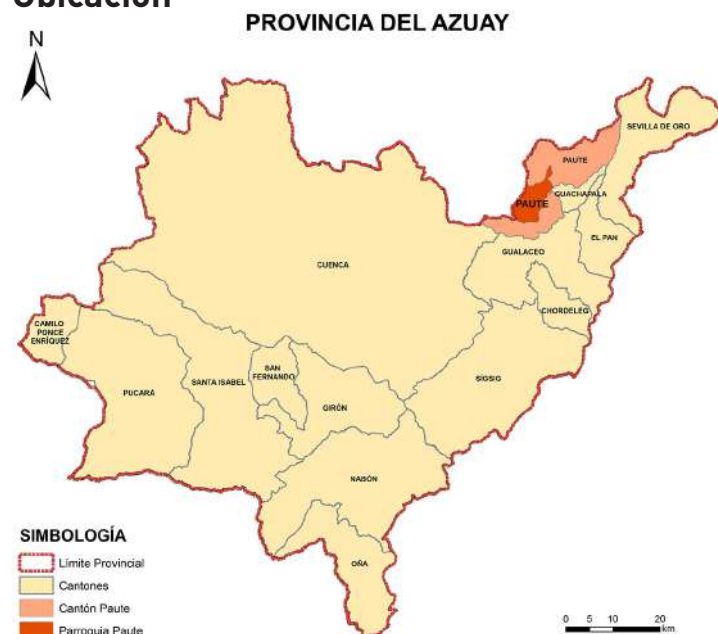 Ubicación
PROVINCIA DEL AZUAY
N
SEVILLA DE ORO
PAUTE
GUACHAPALA
PAUTE
EL PAN
GUALACEO
CUENCA
CHORDELEG
CAMILO
PONCE
ENRÍQUEZ
SAN
FERNANDO
SANTA ISABEL
SIGSIG
PUCARÁ
GIRÓN
NABÓN
OÑA
SIMBOLOGÍA
Límite Provincial
Cantones
Cantón Paute
Parroquia Paute
0 5 10 20
km